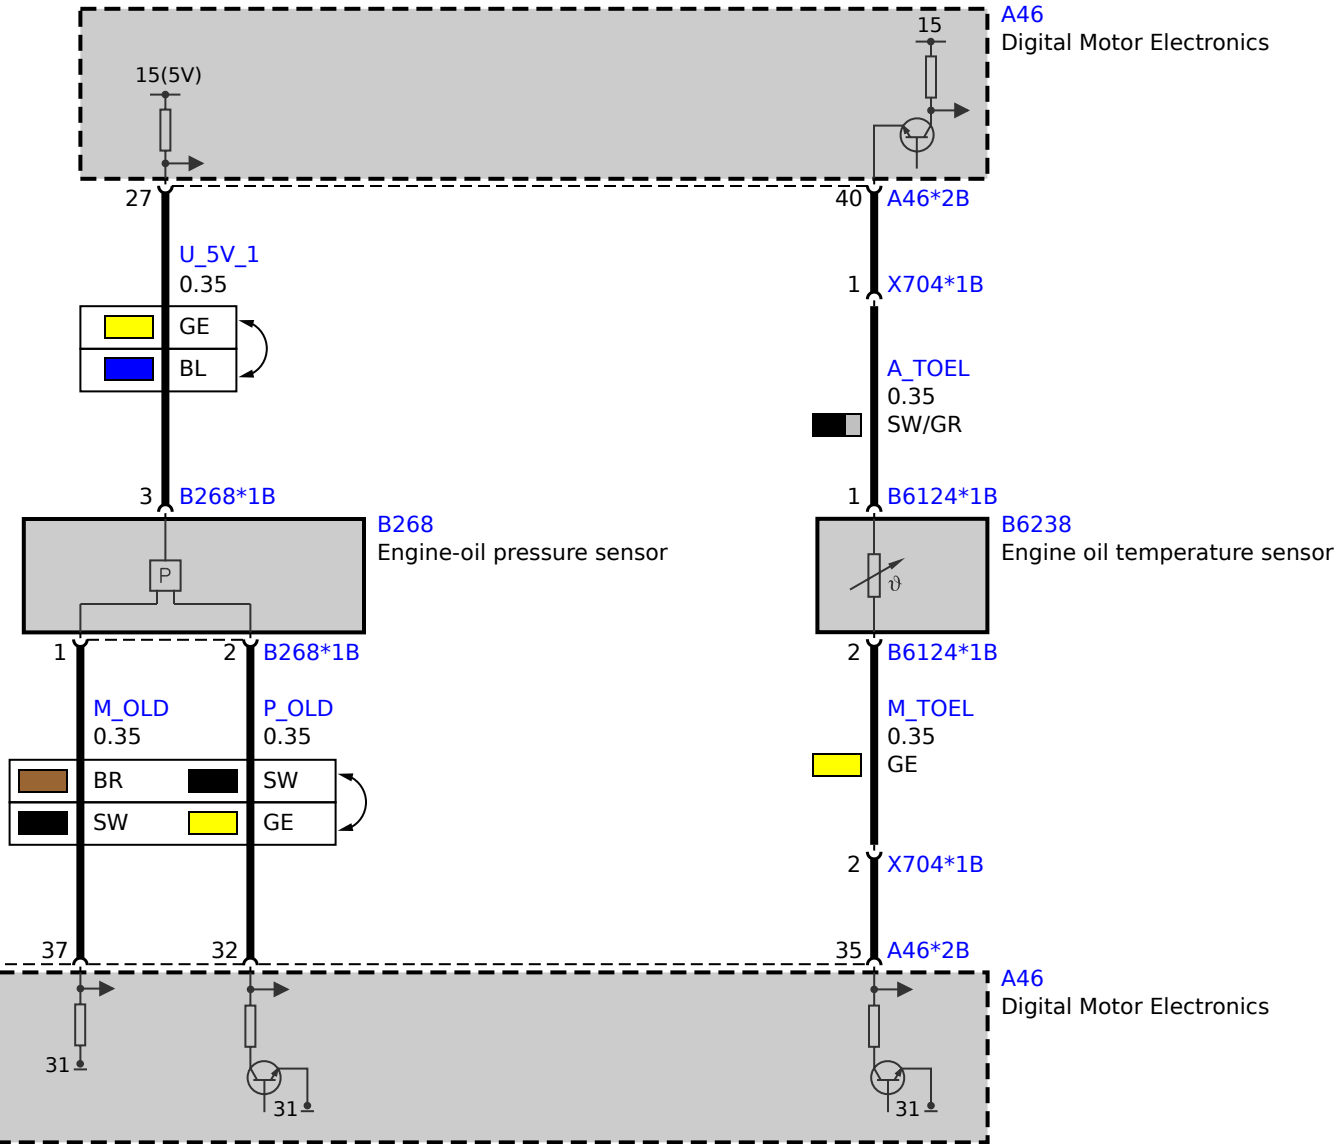 A46
Digital Motor Electronics
15
15(5V)
27
40
A46*2B
U_5V_1
0.35
1
X704*1B
GE
BL
A_TOEL
0.35
SW/GR
3
B268*1B
1
B6124*1B
B268
Engine-oil pressure sensor
B6238
Engine oil temperature sensor
P
ϑ
1
2
B268*1B
2
B6124*1B
M_OLD
0.35
P_OLD
0.35
M_TOEL
0.35
GE
BR
SW
SW
GE
2
X704*1B
37
32
35
A46*2B
A46
Digital Motor Electronics
31
31
31